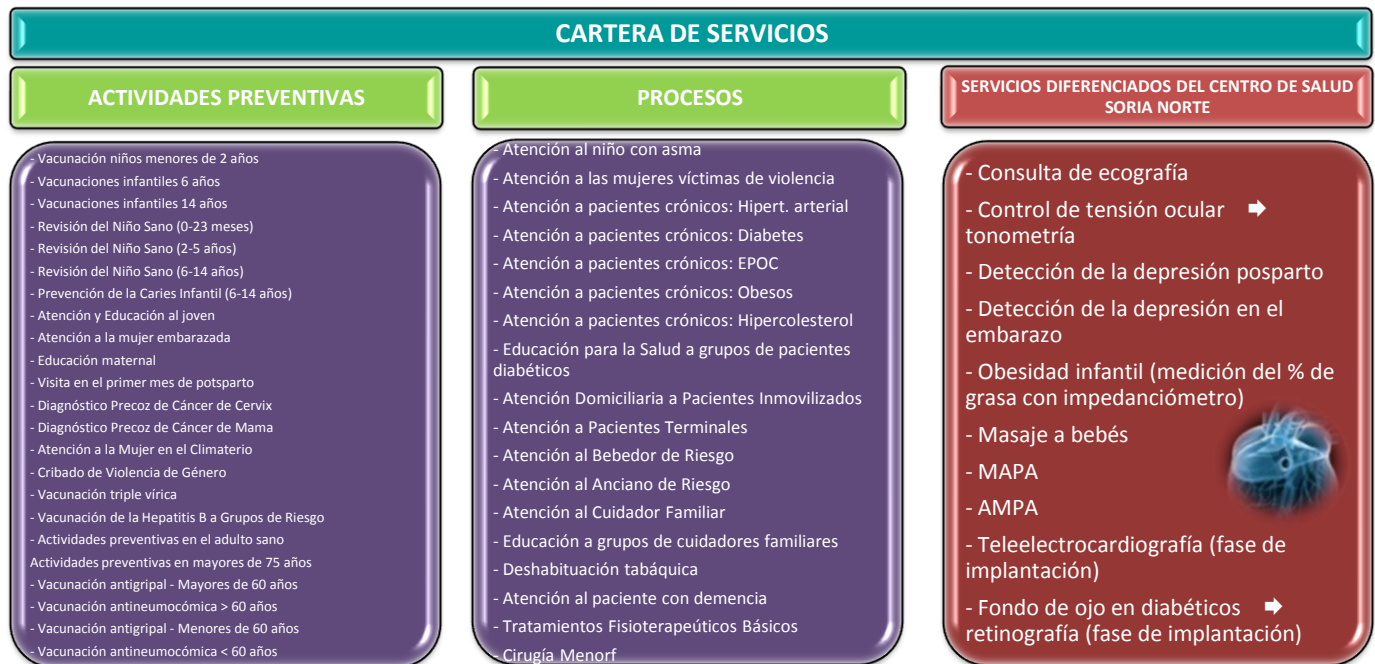 CARTERA DE SERVICIOS
ACTIVIDADES PREVENTIVAS
- Vacunación niños menores de 2 años
- Vacunaciones infantiles 6 años
- Vacunaciones infantiles 14 años
- Revisión del Niño Sano (0-23 meses)
- Revisión del Niño Sano (2-5 años)
- Revisión del Niño Sano (6-14 años)
- Prevención de la Caries Infantil (6-14 años)
- Atención y Educación al joven
- Atención a la mujer embarazada
- Educación maternal
- Visita en el primer mes de potsparto
- Diagnóstico Precoz de Cáncer de Cervix
- Diagnóstico Precoz de Cáncer de Mama
- Atención a la Mujer en el Climaterio
- Cribado de Violencia de Género
- Vacunación triple vírica
- Vacunación de la Hepatitis B a Grupos de Riesgo
- Actividades preventivas en el adulto sano
Actividades preventivas en mayores de 75 años
- Vacunación antigripal - Mayores de 60 años
- Vacunación antineumocómica > 60 años
- Vacunación antigripal - Menores de 60 años
- Vacunación antineumocómica < 60 años
PROCESOS
- Atención al niño con asma
- Atención a las mujeres víctimas de violencia
- Atención a pacientes crónicos: Hipert. arterial
- Atención a pacientes crónicos: Diabetes
- Atención a pacientes crónicos: EPOC
- Atención a pacientes crónicos: Obesos
- Atención a pacientes crónicos: Hipercolesterol
- Educación para la Salud a grupos de pacientes
diabéticos
- Atención Domiciliaria a Pacientes Inmovilizados
- Atención a Pacientes Terminales
- Atención al Bebedor de Riesgo
- Atención al Anciano de Riesgo
- Atención al Cuidador Familiar
- Educación a grupos de cuidadores familiares
- Deshabituación tabáquica
- Atención al paciente con demencia
- Tratamientos Fisioterapeúticos Básicos
- Cirugía Menorf
SERVICIOS DIFERENCIADOS DEL CENTRO DE SALUD
SORIA NORTE
- Consulta de ecografía
- Control de tensión ocular ➡
tonometría
- Detección de la depresión posparto
- Detección de la depresión en el
embarazo
- Obesidad infantil (medición del % de
grasa con impedanciómetro)
- Masaje a bebés
- MAPA
- AMPA
- Teleelectrocardiografía (fase de
implantación)
- Fondo de ojo en diabéticos ➡
retinografía (fase de implantación)